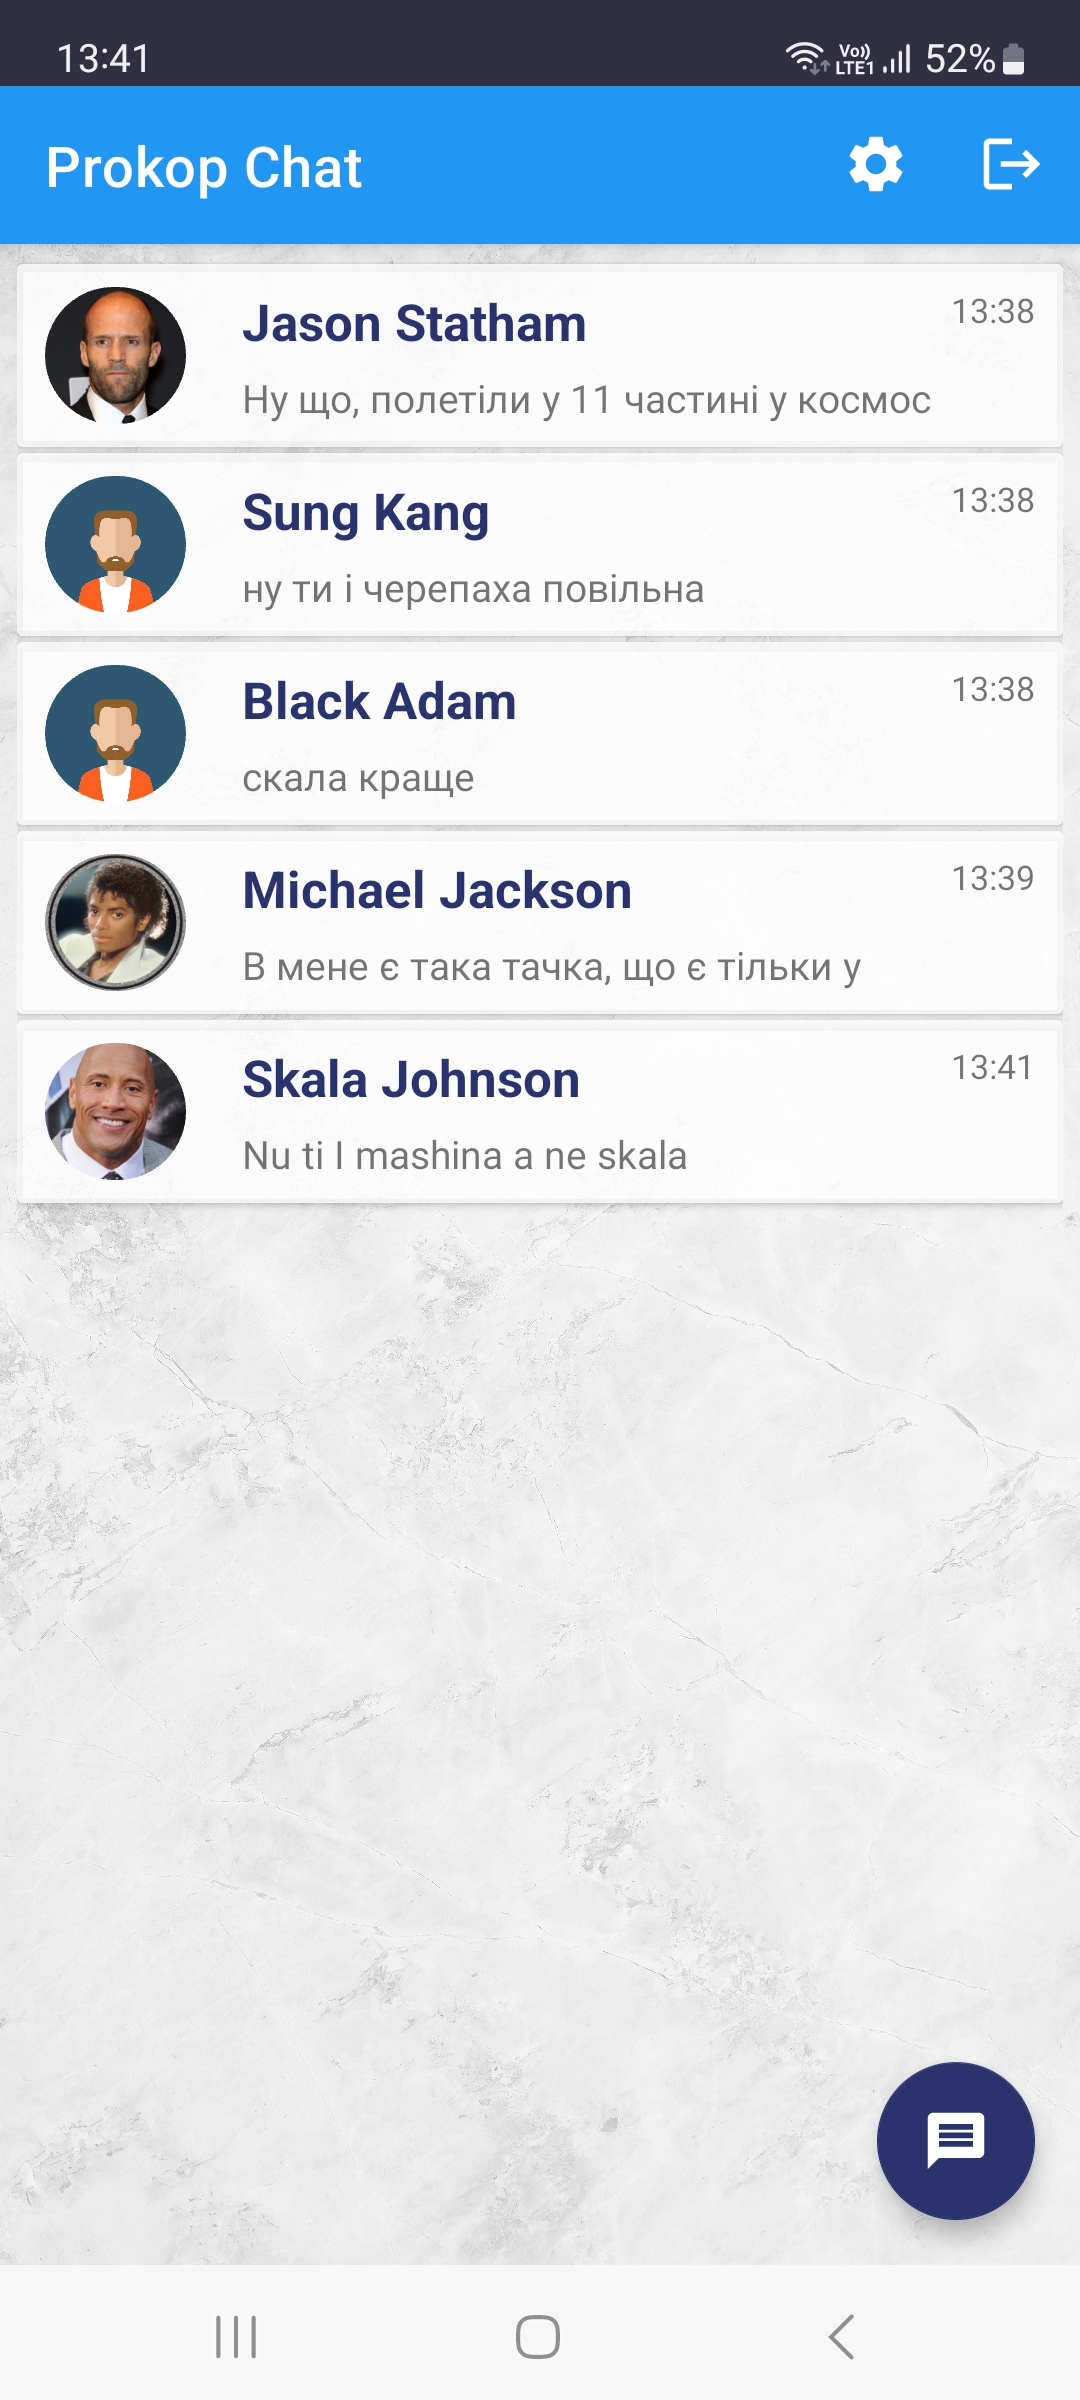 13:41
Vo)) LTE1 52%
Prokop Chat
Jason Statham
13:38
Ну що, полетіли у 11 частині у космос
Sung Kang
13:38
ну ти і черепаха повільна
Black Adam
13:38
скала краще
Michael Jackson
13:39
В мене є така тачка, що є тільки у
Skala Johnson
13:41
Nu ti I mashina a ne skala